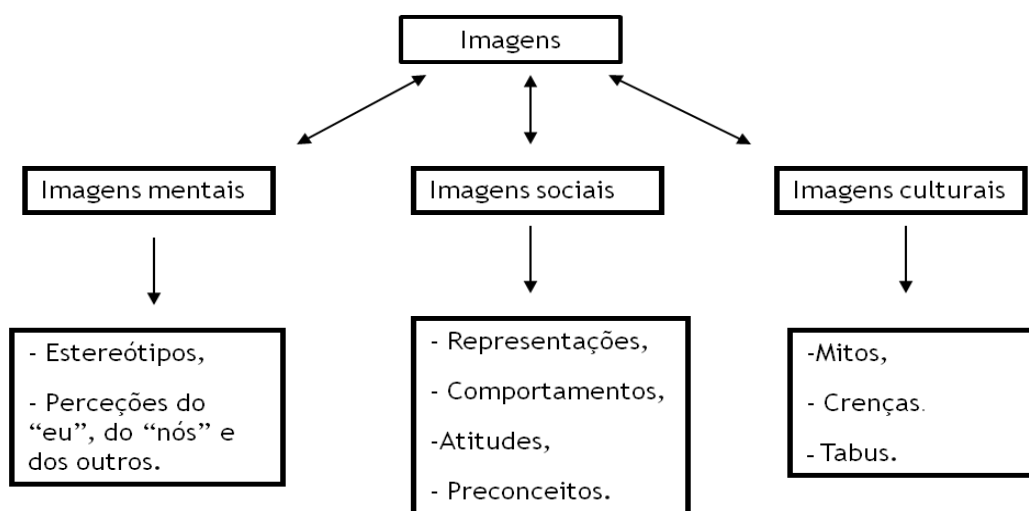 Imagens
Imagens mentais
Imagens sociais
Imagens culturais
- Estereótipos,
- Perceções do
“eu”, do “nós” e
dos outros.
- Representações,
- Comportamentos,
-Atitudes,
- Preconceitos.
-Mitos,
- Crenças.
- Tabus.